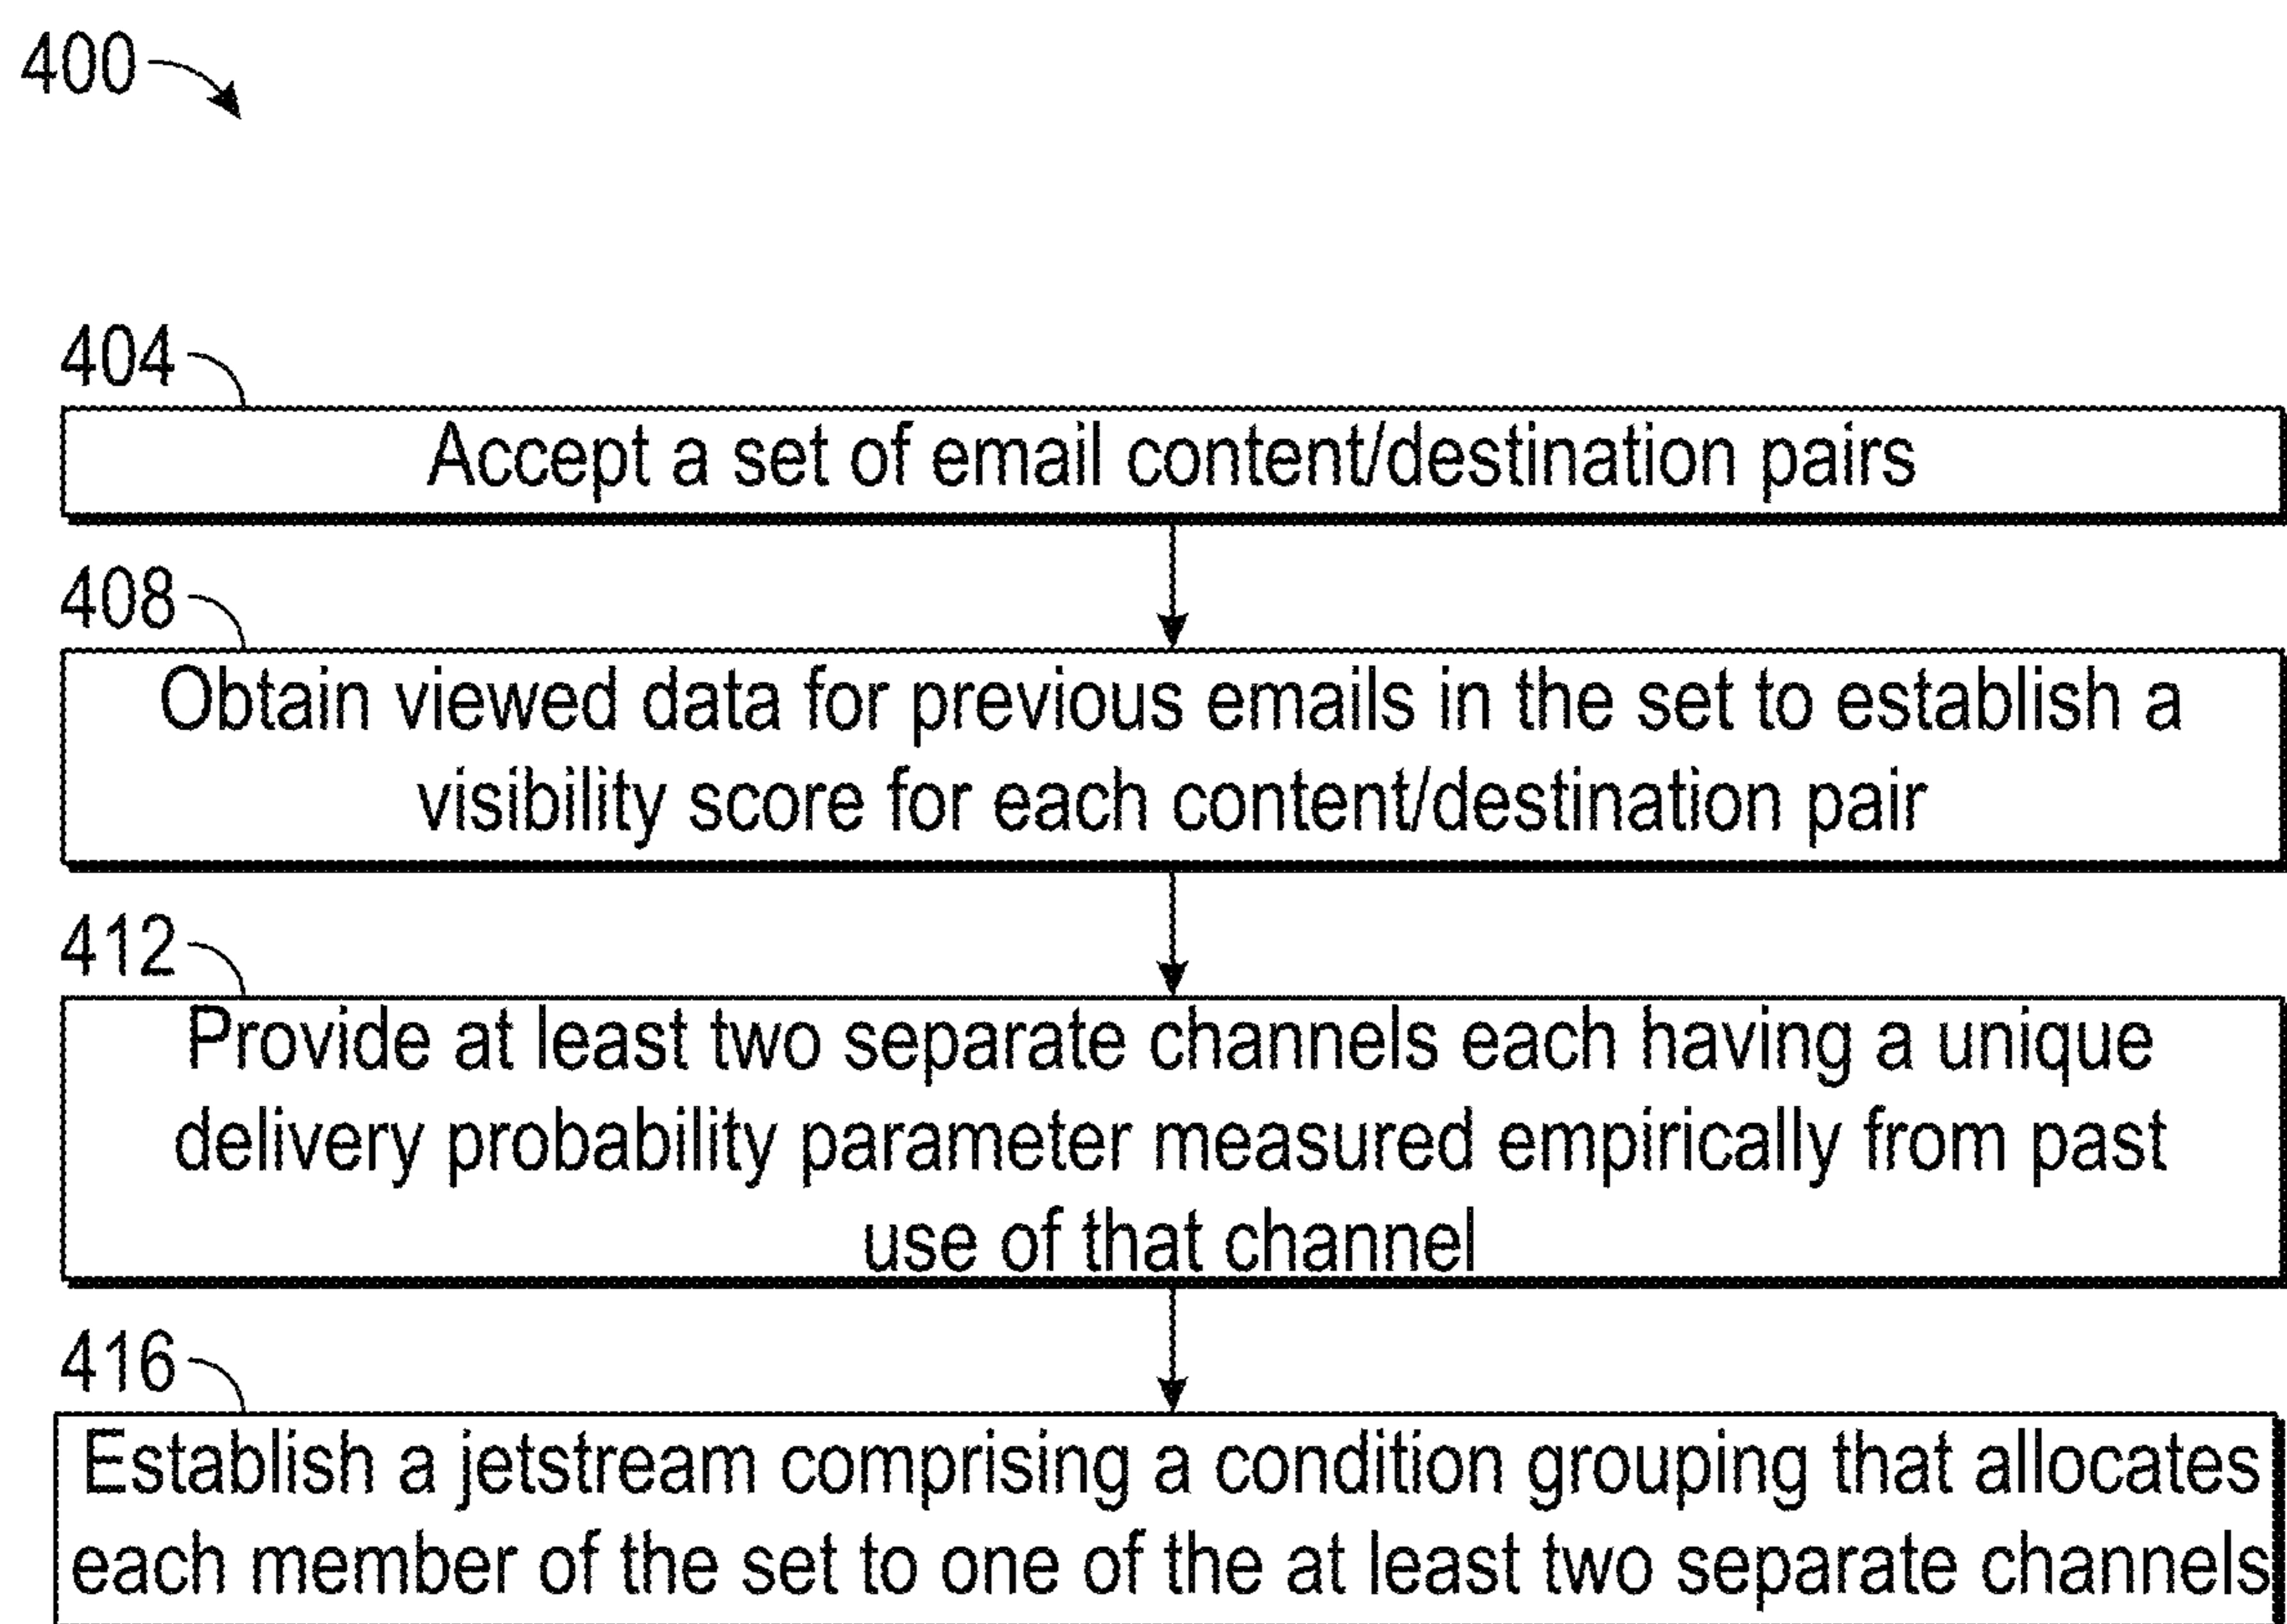 400
404
Accept a set of email content/destination pairs
408
Obtain viewed data for previous emails in the set to establish a
visibility score for each content/destination pair
412
Provide at least two separate channels each having a unique
delivery probability parameter measured empirically from past
use of that channel
416
Establish a jetstream comprising a condition grouping that allocates
each member of the set to one of the at least two separate channels